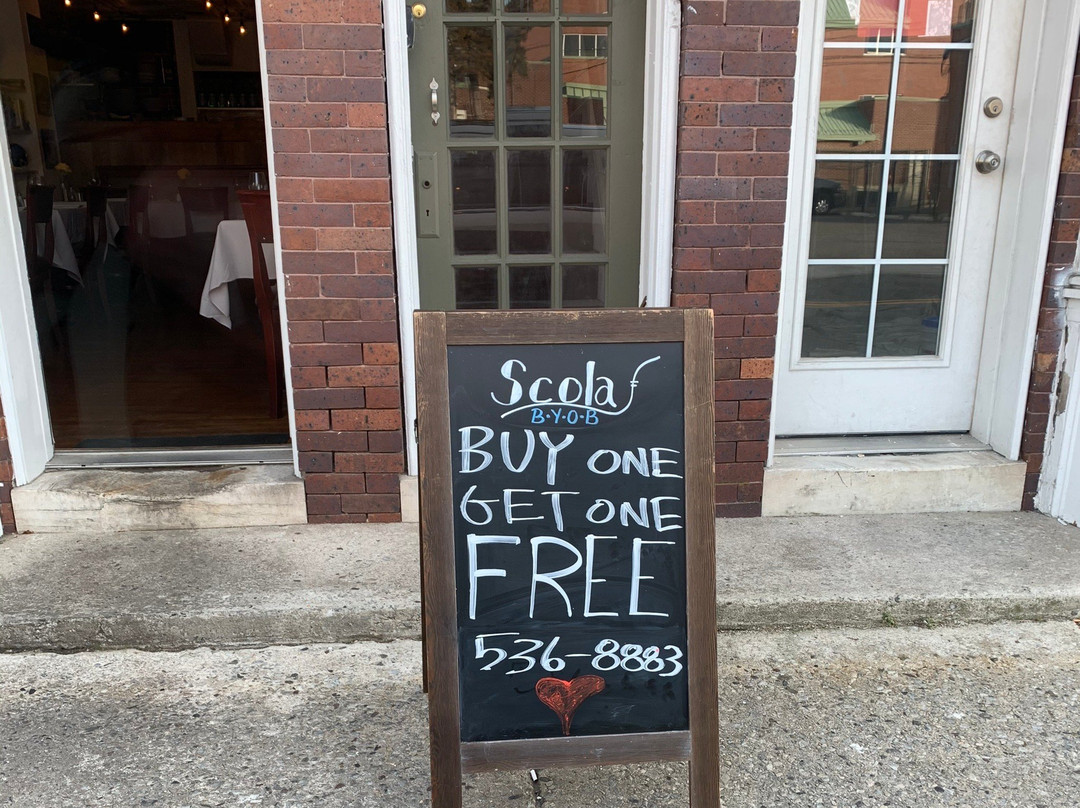 Scola
B·Y·O·B
BUY ONE
GET ONE
FREE
536-8883